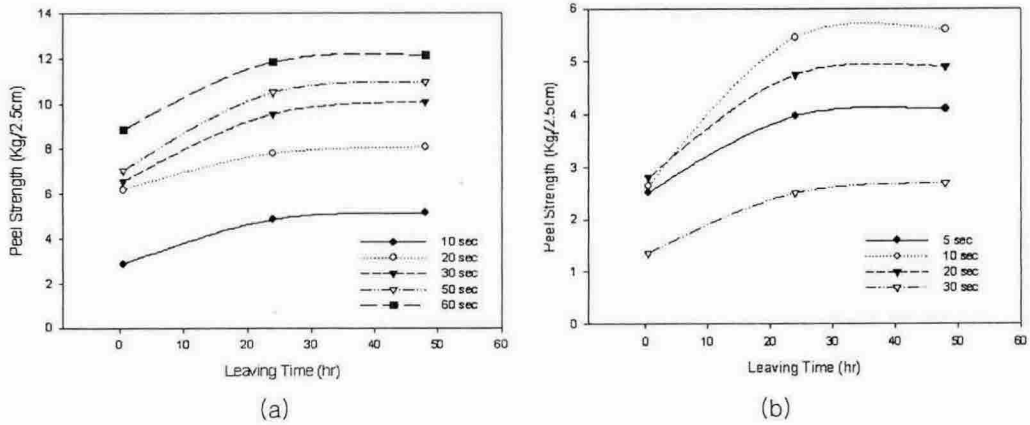 14
12
10
8
6
4
2
0
Peel Strength (Kgf/2.5cm)
10 sec
20 sec
30 sec
50 sec
60 sec
0 10 20 30 40 50 60
Leaving Time (hr)
(a)
6
5
4
3
2
1
0
Peel Strength (Kgf/2.5cm)
5 sec
10 sec
20 sec
30 sec
0 10 20 30 40 50 60
Leaving Time (hr)
(b)